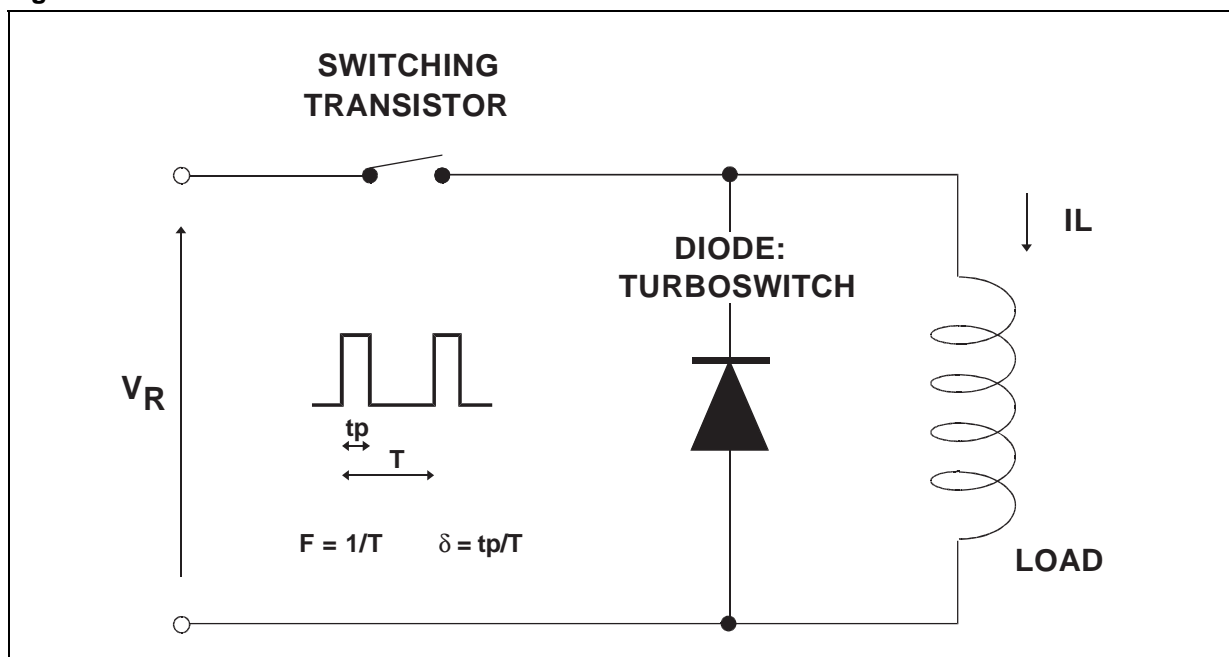 SWITCHING
TRANSISTOR
IL
DIODE:
TURBOSWITCH
VR
tp
T
F = 1/T δ = tp/T
LOAD